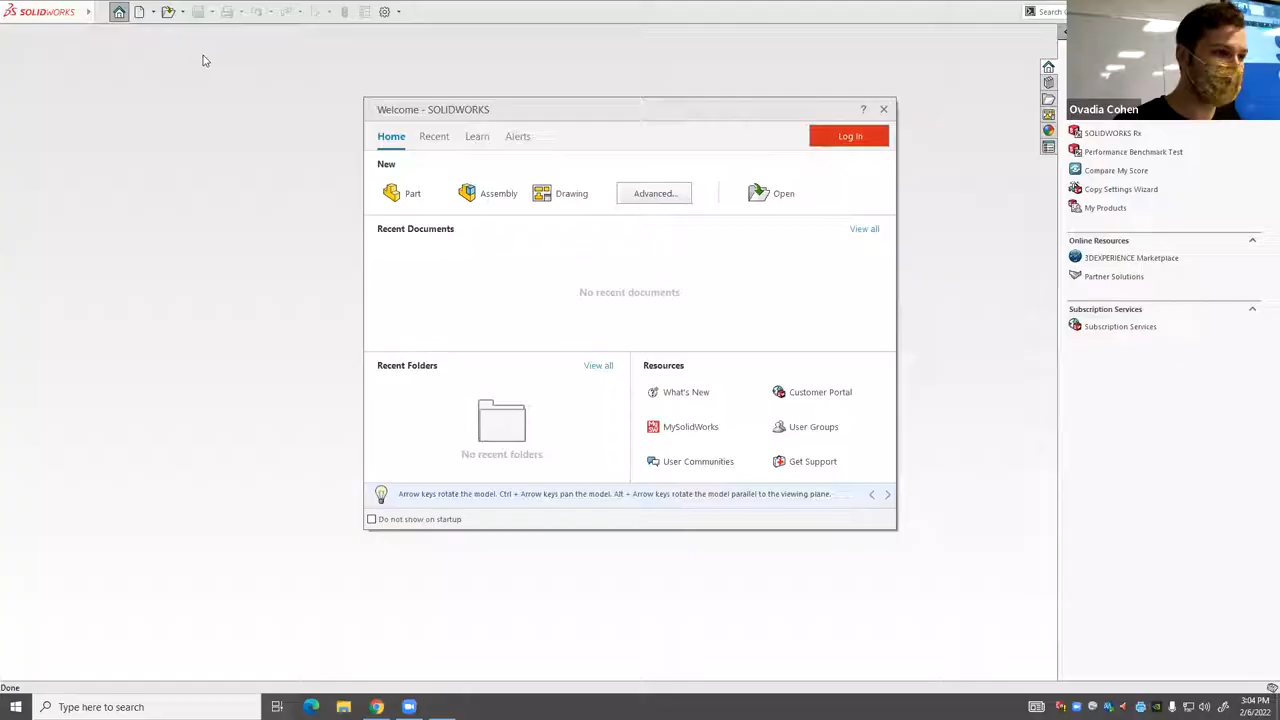 SOLIDWORKS
Search
Ovadia Cohen
Welcome - SOLIDWORKS
?
Home
Recent
Learn
Alerts
Log In
New
Part
Assembly
Drawing
Advanced...
Open
Recent Documents
View all
No recent documents
Recent Folders
View all
No recent folders
Resources
What's New
Customer Portal
MySolidWorks
User Groups
User Communities
Get Support
Arrow keys rotate the model. Ctrl + Arrow keys pan the model. Alt + Arrow keys rotate the model parallel to the viewing plane.
Do not show on startup
SOLIDWORKS Rx
Performance Benchmark Test
Compare My Score
Copy Settings Wizard
My Products
Online Resources
3DEXPERIENCE Marketplace
Partner Solutions
Subscription Services
Subscription Services
Done
Type here to search
3:04 PM
2/6/2022